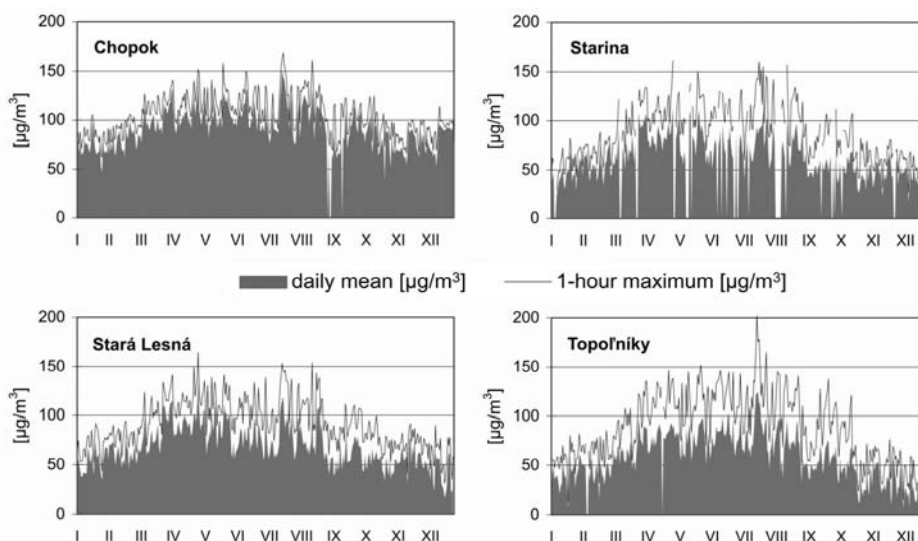 Chopok
[µg/m³]
200
150
100
50
0
I II III IV V VI VII VIII IX X XI XII
Starina
[µg/m³]
200
150
100
50
0
I II III IV V VI VII VIII IX X XI XII
daily mean [µg/m³] 1-hour maximum [µg/m³]
Stará Lesná
[µg/m³]
200
150
100
50
0
I II III IV V VI VII VIII IX X XI XII
Topoľníky
[µg/m³]
200
150
100
50
0
I II III IV V VI VII VIII IX X XI XII